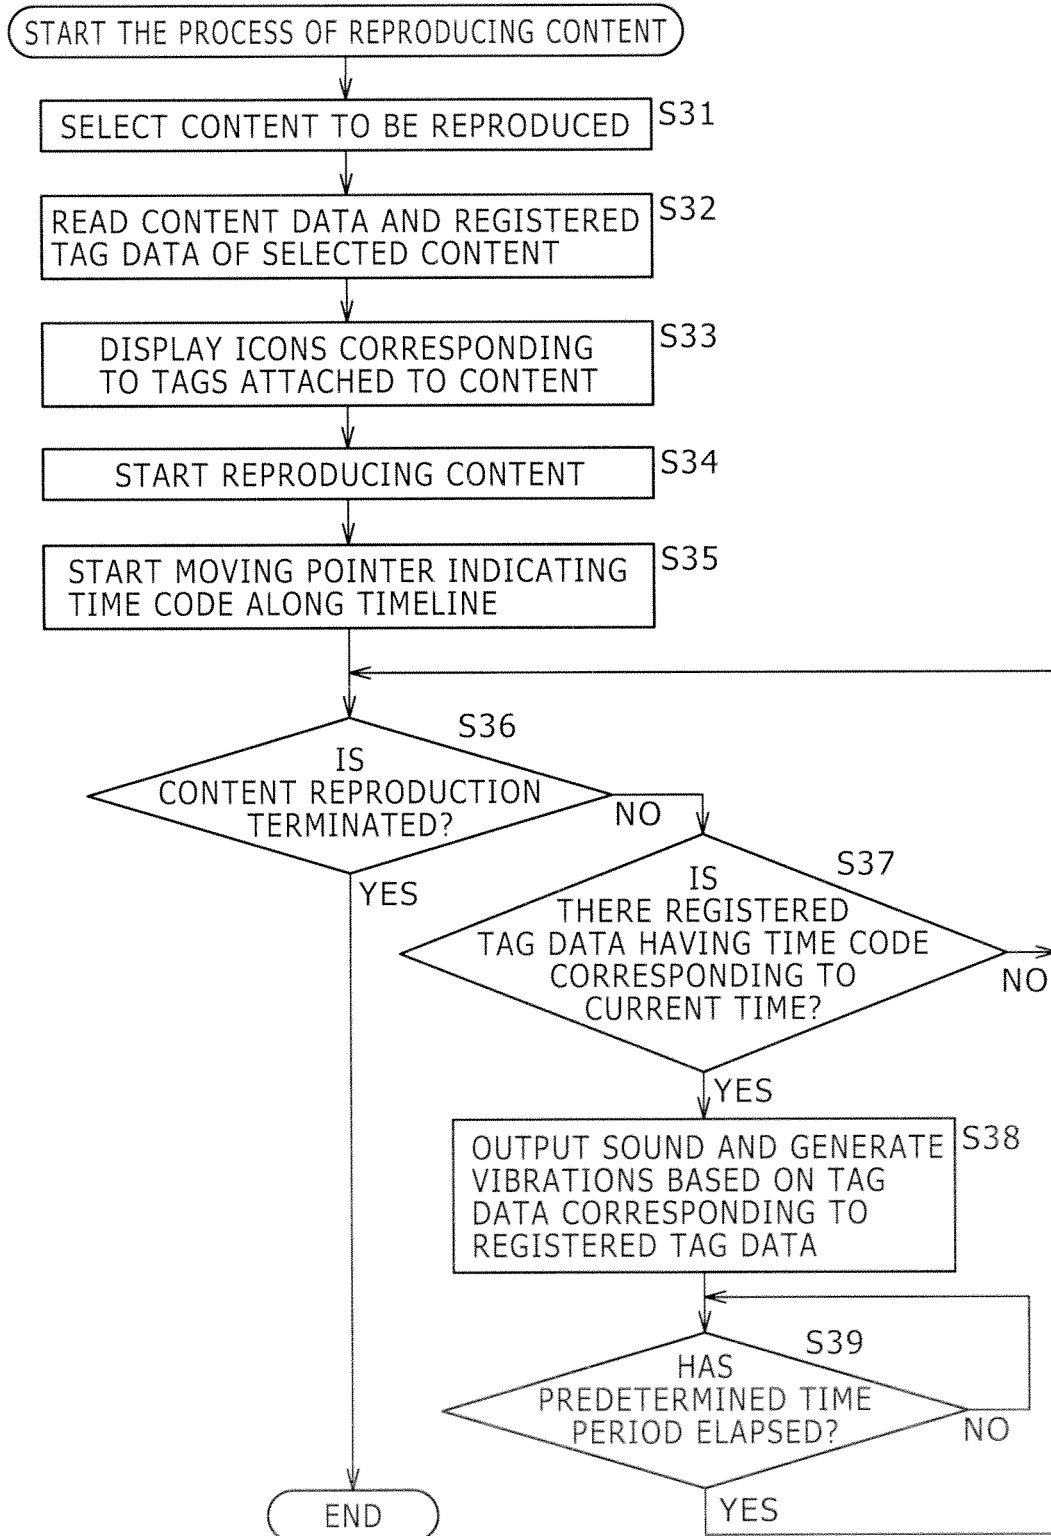 START THE PROCESS OF REPRODUCING CONTENT
SELECT CONTENT TO BE REPRODUCED
S31
READ CONTENT DATA AND REGISTERED
TAG DATA OF SELECTED CONTENT
S32
DISPLAY ICONS CORRESPONDING
TO TAGS ATTACHED TO CONTENT
S33
START REPRODUCING CONTENT
S34
START MOVING POINTER INDICATING
TIME CODE ALONG TIMELINE
S35
S36
IS
CONTENT REPRODUCTION
TERMINATED?
NO
YES
S37
IS
THERE REGISTERED
TAG DATA HAVING TIME CODE
CORRESPONDING TO
CURRENT TIME?
NO
YES
OUTPUT SOUND AND GENERATE
VIBRATIONS BASED ON TAG
DATA CORRESPONDING TO
REGISTERED TAG DATA
S38
S39
HAS
PREDETERMINED TIME
PERIOD ELAPSED?
NO
YES
END